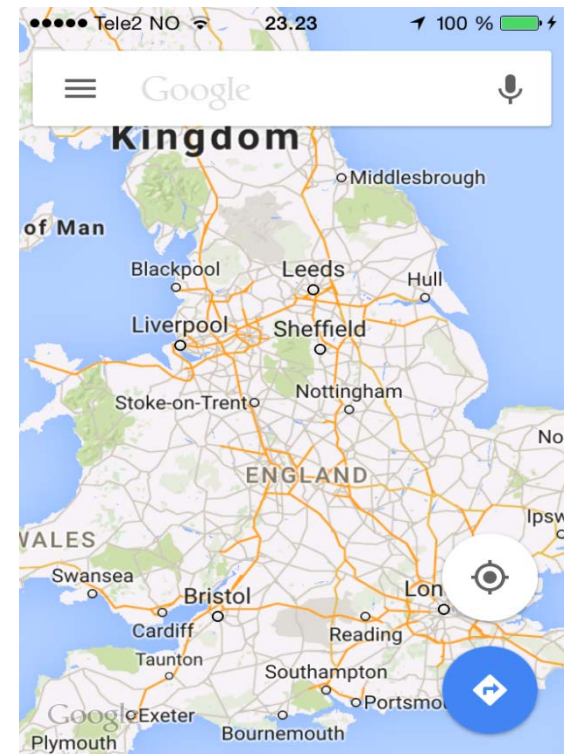 Tele2 NO 23.23 100 %
Google
Kingdom
Middlesbrough
of Man
Blackpool
Leeds
Hull
Liverpool
Sheffield
Stoke-on-Trent
Nottingham
No
ENGLAND
Ipsw
WALES
Swansea
Bristol
Lon
Cardiff
Reading
Taunton
Southampton
Portsmo
Google
Exeter
Bournemouth
Plymouth